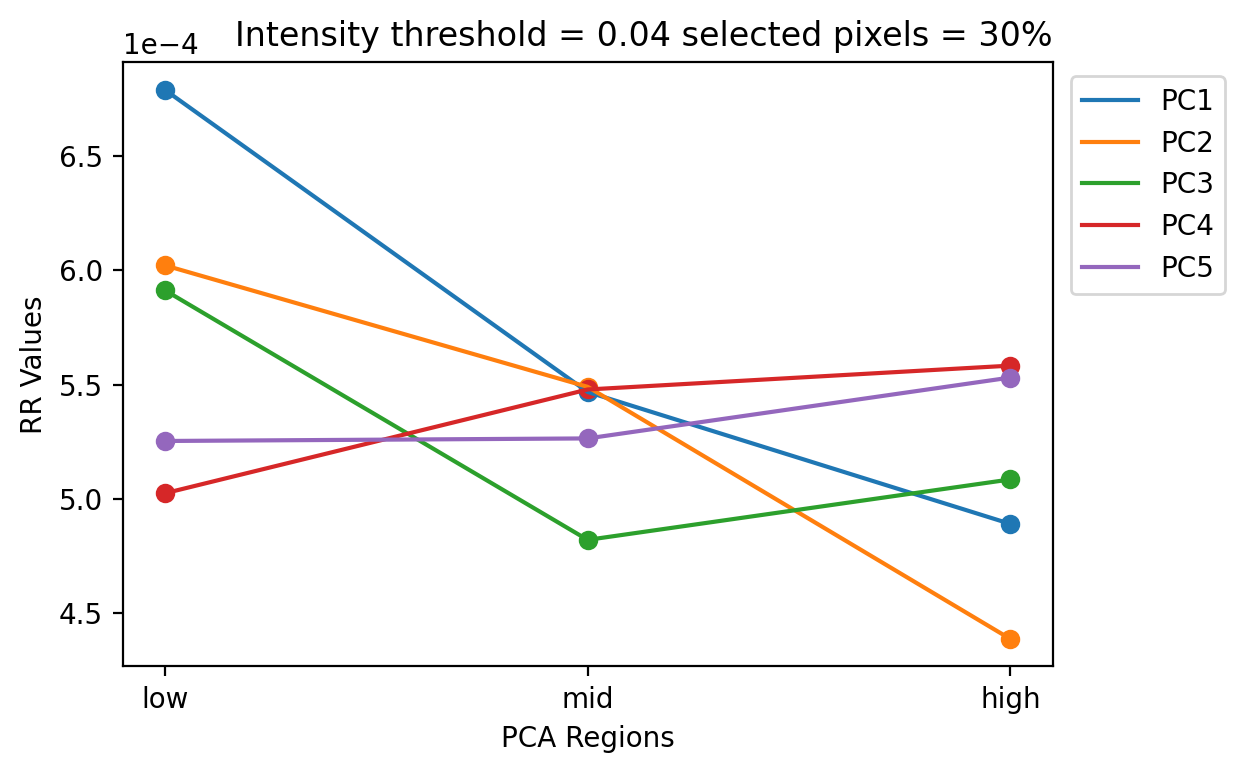 Intensity threshold = 0.04 selected pixels = 30%
1e−4
6.5
6.0
5.5
5.0
4.5
RR Values
low
mid
high
PCA Regions
PC1
PC2
PC3
PC4
PC5